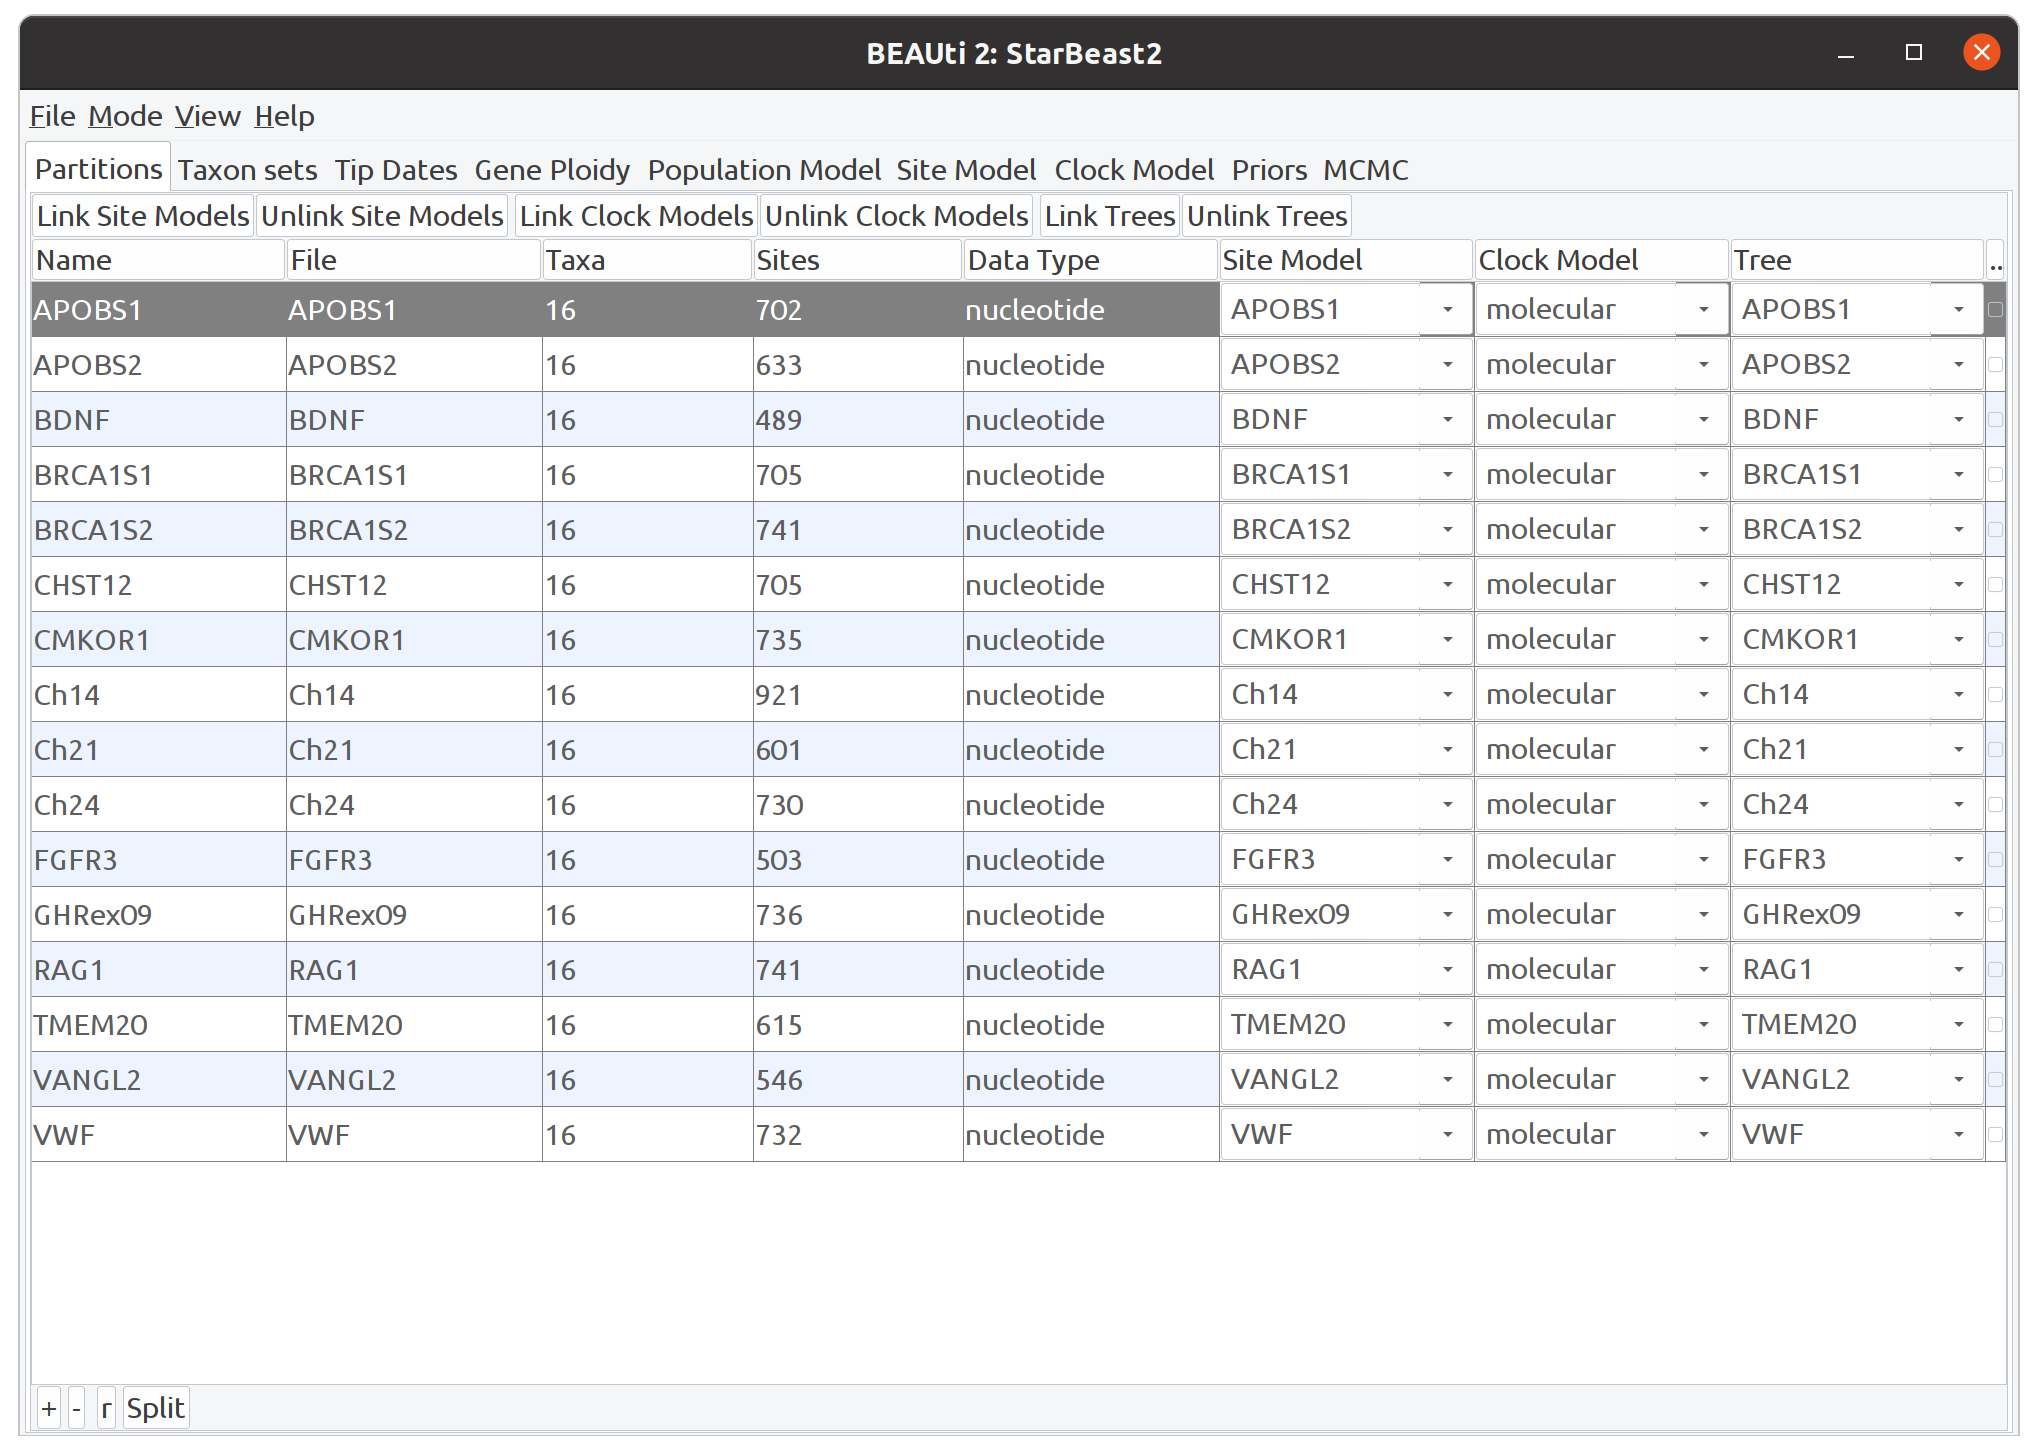 BEAUti 2: StarBeast2
File Mode View Help
Partitions Taxon sets Tip Dates Gene Ploidy Population Model Site Model Clock Model Priors MCMC
Link Site Models Unlink Site Models Link Clock Models Unlink Clock Models Link Trees Unlink Trees
Name File Taxa Sites Data Type Site Model Clock Model Tree ..
APOBS1 APOBS1 16 702 nucleotide APOBS1 molecular APOBS1
APOBS2 APOBS2 16 633 nucleotide APOBS2 molecular APOBS2
BDNF BDNF 16 489 nucleotide BDNF molecular BDNF
BRCA1S1 BRCA1S1 16 705 nucleotide BRCA1S1 molecular BRCA1S1
BRCA1S2 BRCA1S2 16 741 nucleotide BRCA1S2 molecular BRCA1S2
CHST12 CHST12 16 705 nucleotide CHST12 molecular CHST12
CMKOR1 CMKOR1 16 735 nucleotide CMKOR1 molecular CMKOR1
Ch14 Ch14 16 921 nucleotide Ch14 molecular Ch14
Ch21 Ch21 16 601 nucleotide Ch21 molecular Ch21
Ch24 Ch24 16 730 nucleotide Ch24 molecular Ch24
FGFR3 FGFR3 16 503 nucleotide FGFR3 molecular FGFR3
GHRex09 GHRex09 16 736 nucleotide GHRex09 molecular GHRex09
RAG1 RAG1 16 741 nucleotide RAG1 molecular RAG1
TMEM20 TMEM20 16 615 nucleotide TMEM20 molecular TMEM20
VANGL2 VANGL2 16 546 nucleotide VANGL2 molecular VANGL2
VWF VWF 16 732 nucleotide VWF molecular VWF
+ - r Split